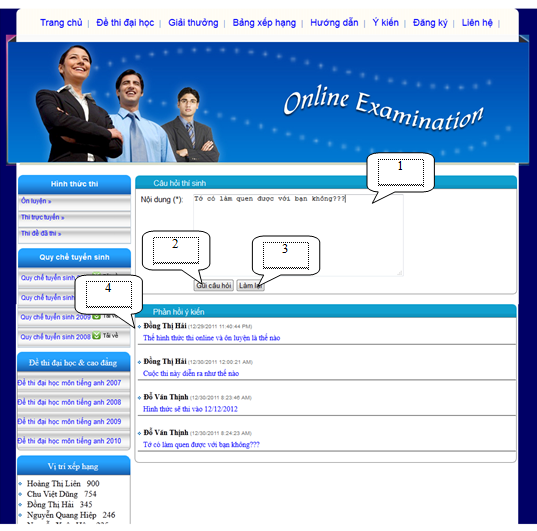 Trang chủ | Đề thi đại học | Giải thưởng | Bảng xếp hạng | Hướng dẫn | Ý kiến | Đăng ký | Liên hệ |
Online Examination
Hình thức thi
Ôn luyện »
Thi trực tuyến »
Thi đề đã thi »
Quy chế tuyển sinh
Quy chế tuyển sinh
Quy chế tuyển sinh
Quy chế tuyển sinh 2009 Tải về
Quy chế tuyển sinh 2008 Tải về
Đề thi đại học & cao đẳng
Đề thi đại học môn tiếng anh 2007
Đề thi đại học môn tiếng anh 2008
Đề thi đại học môn tiếng anh 2009
Đề thi đại học môn tiếng anh 2010
Vị trí xếp hạng
Hoàng Thị Liên 900
Chu Việt Dũng 754
Đồng Thị Hải 345
Nguyễn Quang Hiệp 246
Câu hỏi thí sinh
Nội dung (*):
Tớ có làm quen được với bạn không???
1
2
3
4
Gửi câu hỏi
Làm lại
Phản hồi ý kiến
Đồng Thị Hải (12/29/2011 11:40:44 PM)
Thể hình thức thi online và ôn luyện là thế nào
Đồng Thị Hải (12/30/2011 12:00:21 AM)
Cuộc thi này diễn ra như thế nào
Đỗ Văn Thịnh (12/30/2011 8:23:46 AM)
Hình thức sẽ thi vào 12/12/2012
Đỗ Văn Thịnh (12/30/2011 8:24:23 AM)
Tớ có làm quen được với bạn không???